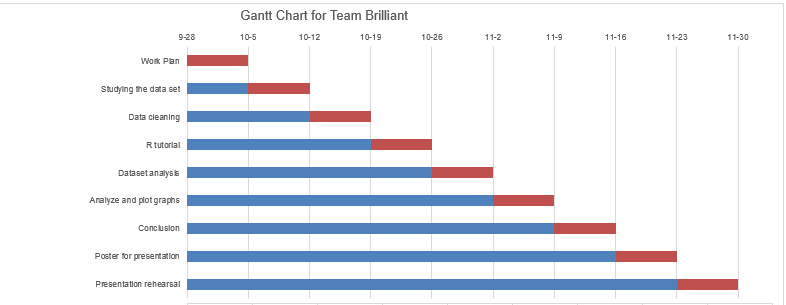 Gantt Chart for Team Brilliant
9-28 10-5 10-12 10-19 10-26 11-2 11-9 11-16 11-23 11-30
Work Plan
Studying the data set
Data cleaning
R tutorial
Dataset analysis
Analyze and plot graphs
Conclusion
Poster for presentation
Presentation rehearsal